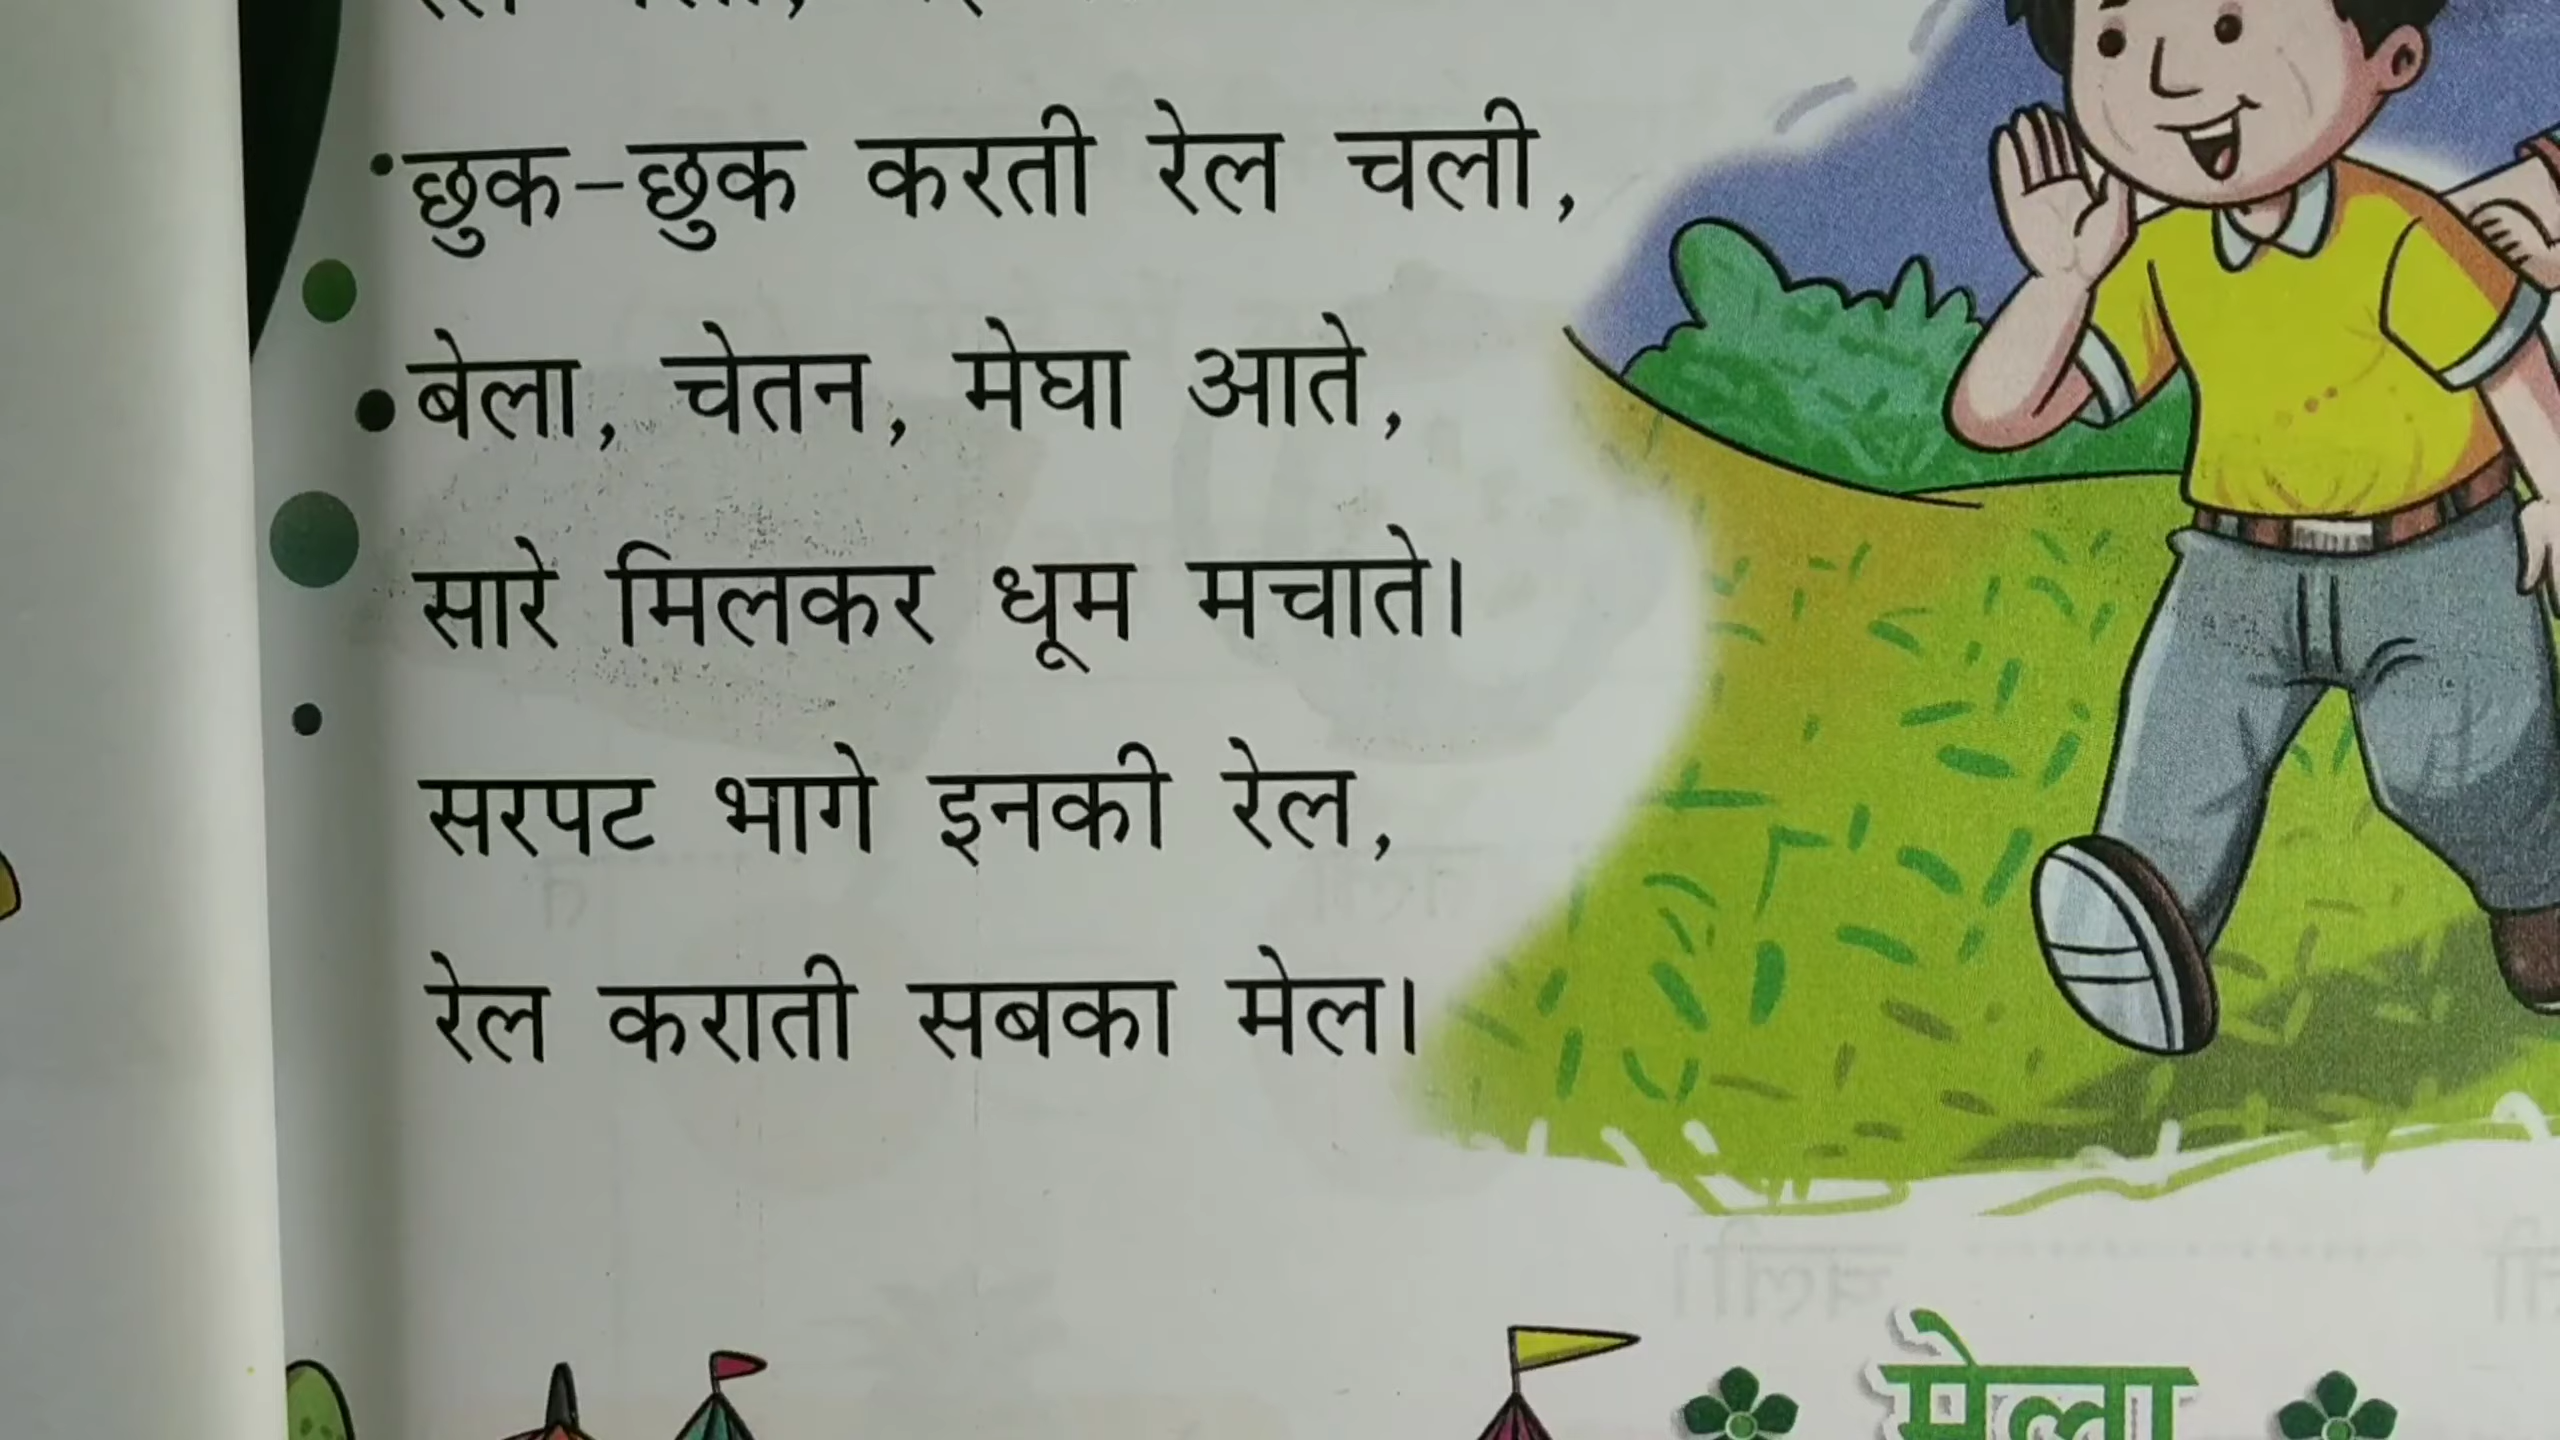 छुक-छुक करती रेल चली,
बेला, चेतन, मेघा आते,
सारे मिलकर धूम मचाते।
सरपट भागे इनकी रेल,
रेल कराती सबका मेल।
मेला